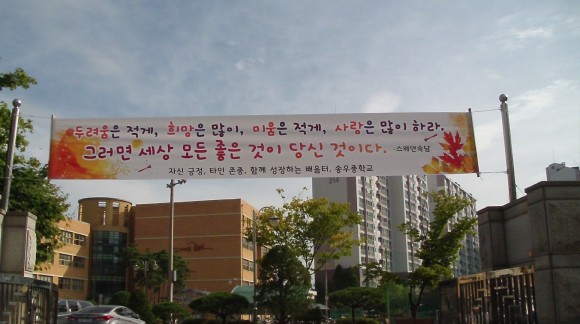 두려움은 적게, 희망은 많이, 미움은 적게, 사랑은 많이 하라.
그러면 세상 모든 좋은 것이 당신 것이다. -스웨덴속담
자신 긍정, 타인 존중, 함께 성장하는 배움터, 송우중학교